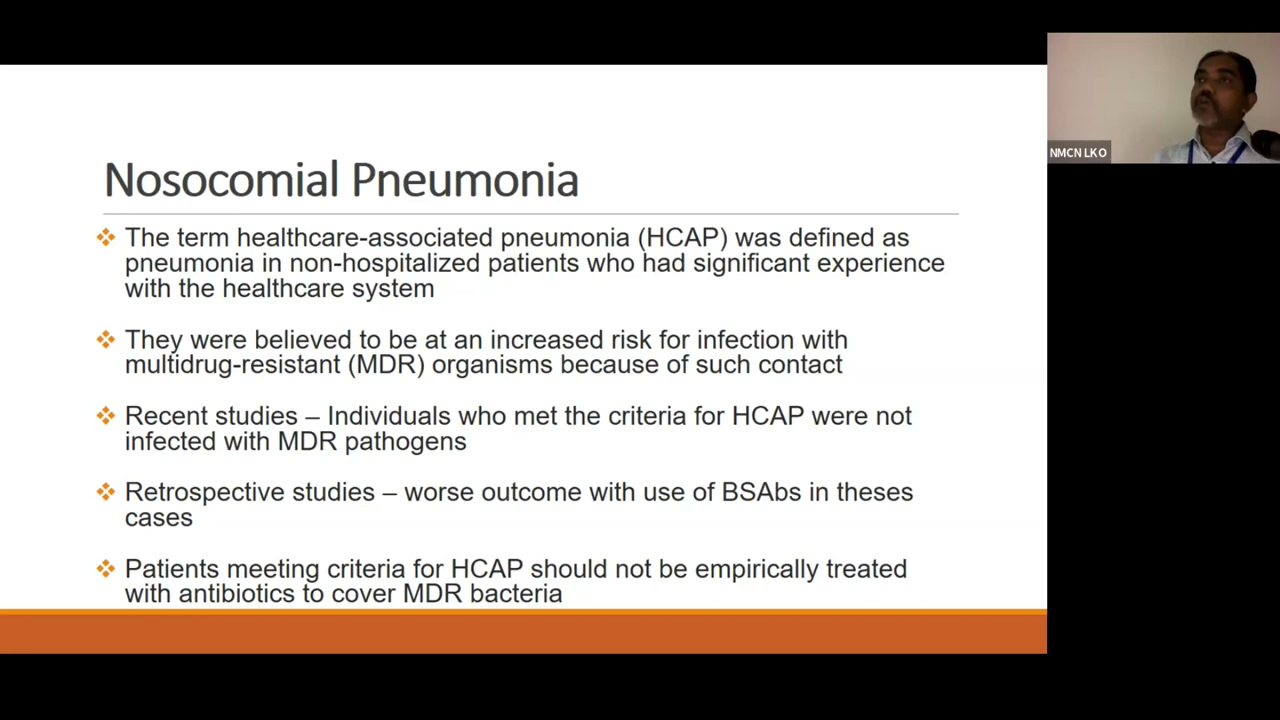 Nosocomial Pneumonia
❖ The term healthcare-associated pneumonia (HCAP) was defined as
pneumonia in non-hospitalized patients who had significant experience
with the healthcare system
❖ They were believed to be at an increased risk for infection with
multidrug-resistant (MDR) organisms because of such contact
❖ Recent studies – Individuals who met the criteria for HCAP were not
infected with MDR pathogens
❖ Retrospective studies – worse outcome with use of BSAbs in theses
cases
❖ Patients meeting criteria for HCAP should not be empirically treated
with antibiotics to cover MDR bacteria
NMCN LKO